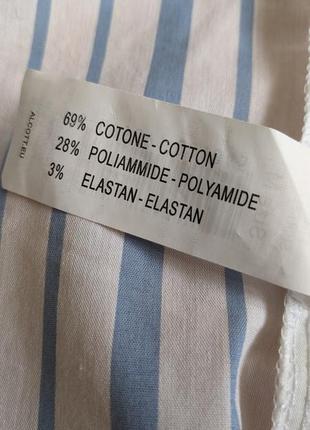 ALCOTT.EU
69% COTONE - COTTON
28% POLIAMMIDE - POLYAMIDE
3% ELASTAN - ELASTAN